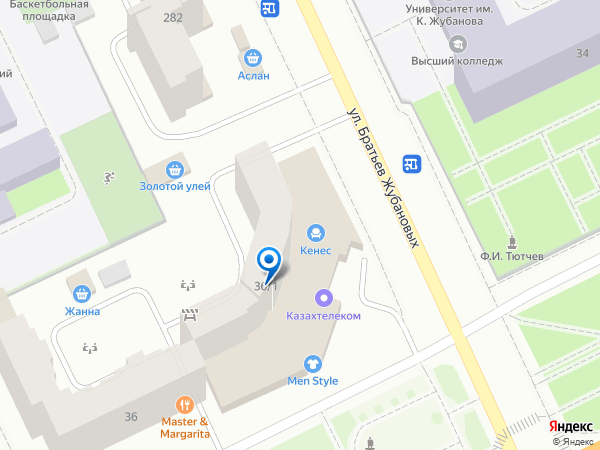 Баскетбольная
площадка
282
Университет им.
К. Жубанова
Высший колледж
34
Аслан
ий
ул. Братьев Жубановых
Золотой улей
Кенес
Ф.И. Тютчев
Жанна
Казахтелеком
Men Style
36
Master &
Margarita
Яндекс
© Яндекс